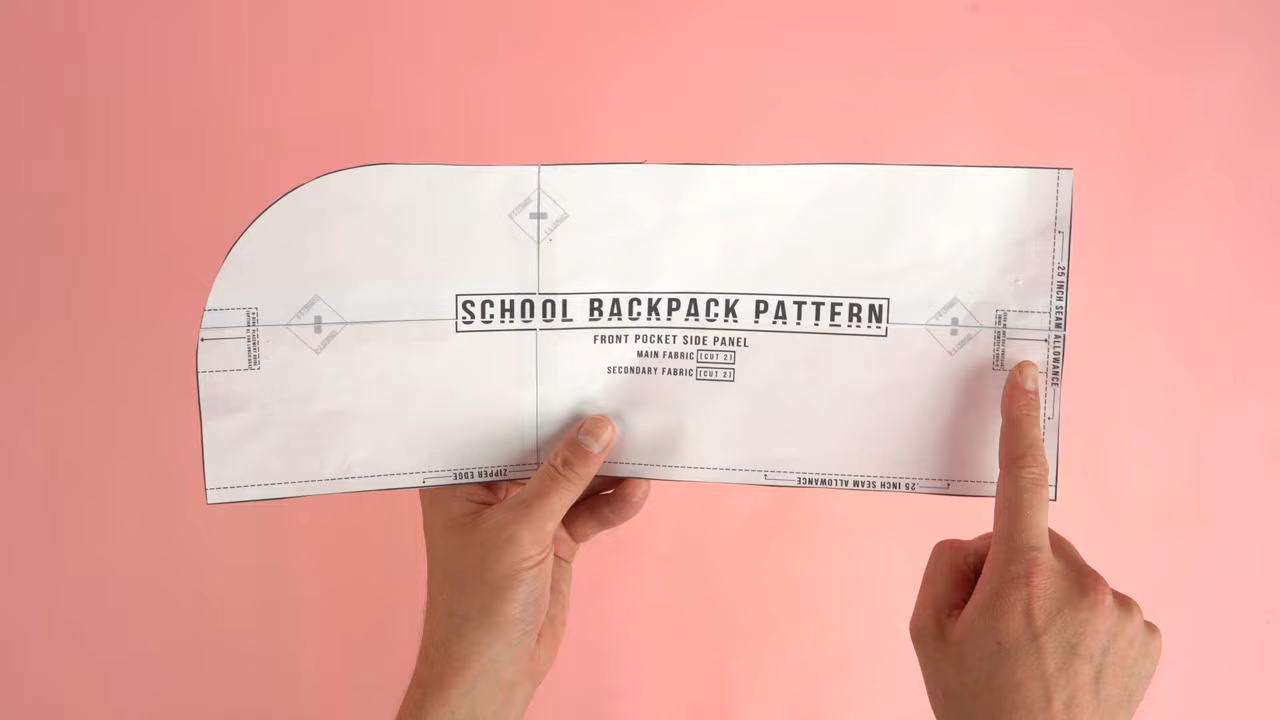 SCHOOL BACKPACK PATTERN
FRONT POCKET SIDE PANEL
MAIN FABRIC (CUT 2)
SECONDARY FABRIC (CUT 2)
ZIPPER EDGE
.25 INCH SEAM ALLOWANCE
.25 INCH SEAM ALLOWANCE